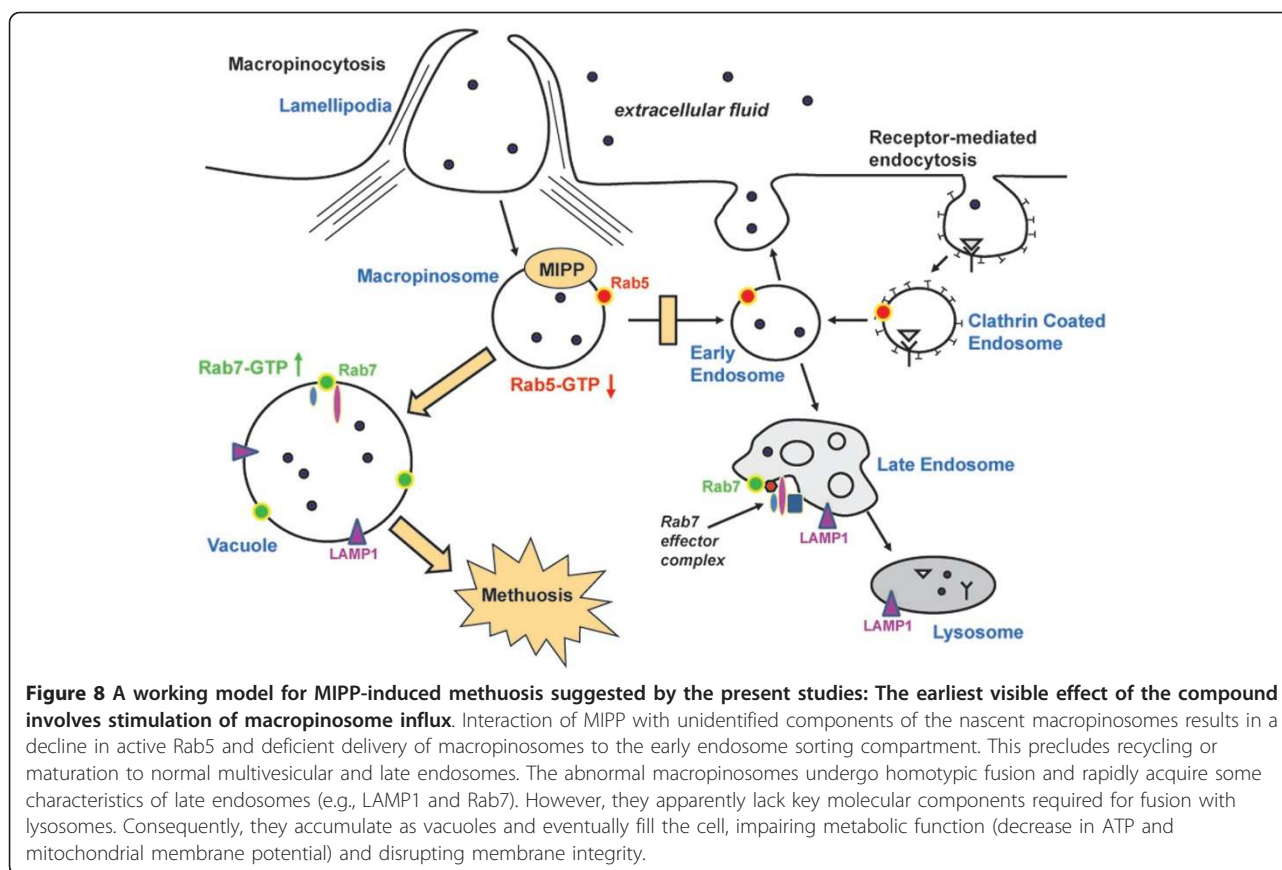 Macropinocytosis
Lamellipodia
extracellular fluid
Receptor-mediated
endocytosis
MIPP
Macropinosome
Rab5
Clathrin Coated
Endosome
Early
Endosome
Rab7-GTP ↑
Rab7
Rab5-GTP ↓
Late Endosome
Rab7
Rab7
effector
complex
LAMP1
Vacuole
LAMP1
Methuosis
LAMP1
Lysosome
Figure 8 A working model for MIPP-induced methuosis suggested by the present studies: The earliest visible effect of the compound
involves stimulation of macropinosome influx. Interaction of MIPP with unidentified components of the nascent macropinosomes results in a
decline in active Rab5 and deficient delivery of macropinosomes to the early endosome sorting compartment. This precludes recycling or
maturation to normal multivesicular and late endosomes. The abnormal macropinosomes undergo homotypic fusion and rapidly acquire some
characteristics of late endosomes (e.g., LAMP1 and Rab7). However, they apparently lack key molecular components required for fusion with
lysosomes. Consequently, they accumulate as vacuoles and eventually fill the cell, impairing metabolic function (decrease in ATP and
mitochondrial membrane potential) and disrupting membrane integrity.